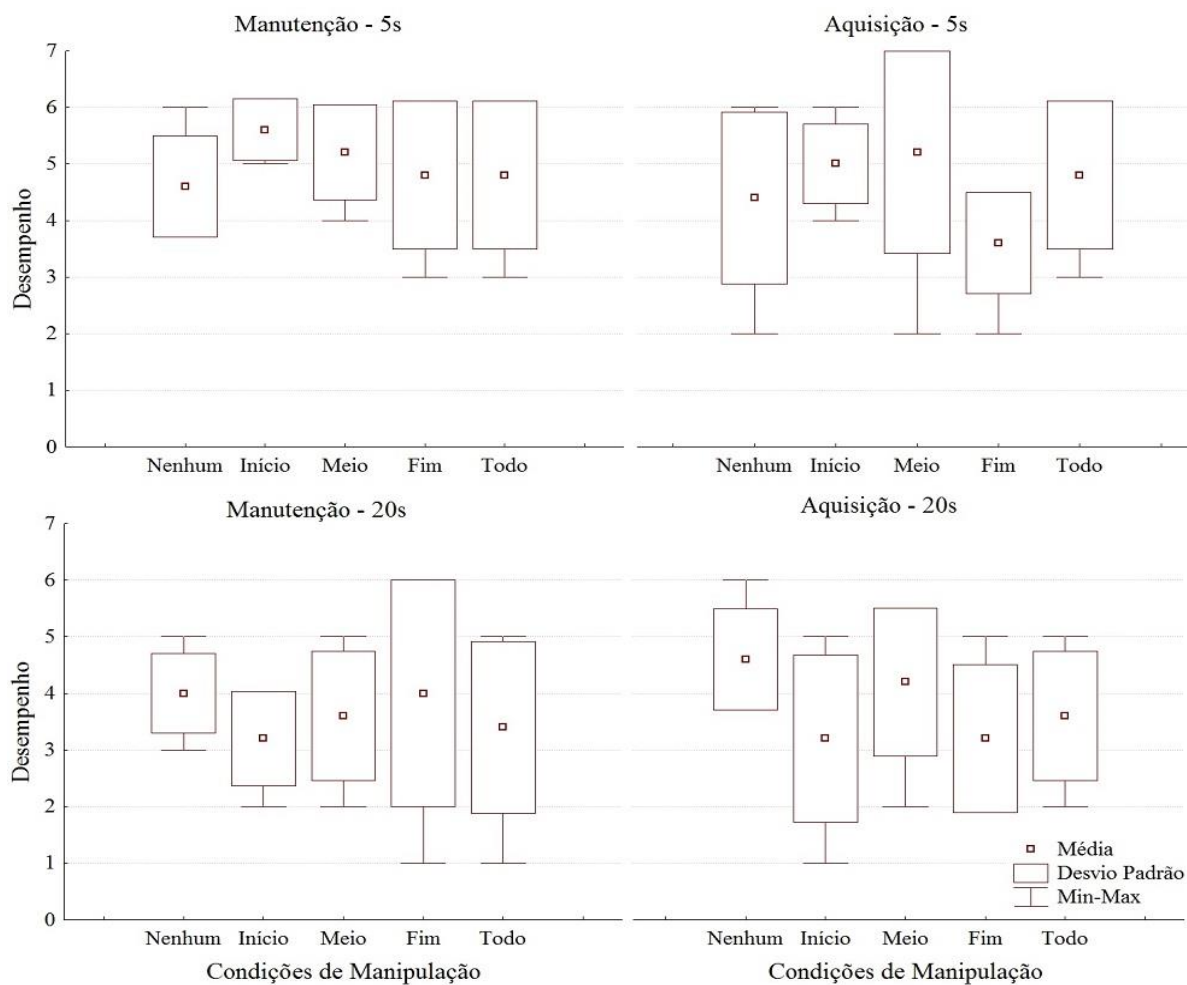 Manutenção - 5s
Aquisição - 5s
7
6
5
4
3
2
1
0
Desempenho
Nenhum Início Meio Fim Todo
Nenhum Início Meio Fim Todo
Manutenção - 20s
Aquisição - 20s
7
6
5
4
3
2
1
0
Desempenho
Média
Desvio Padrão
Min-Max
Nenhum Início Meio Fim Todo
Nenhum Início Meio Fim Todo
Condições de Manipulação
Condições de Manipulação